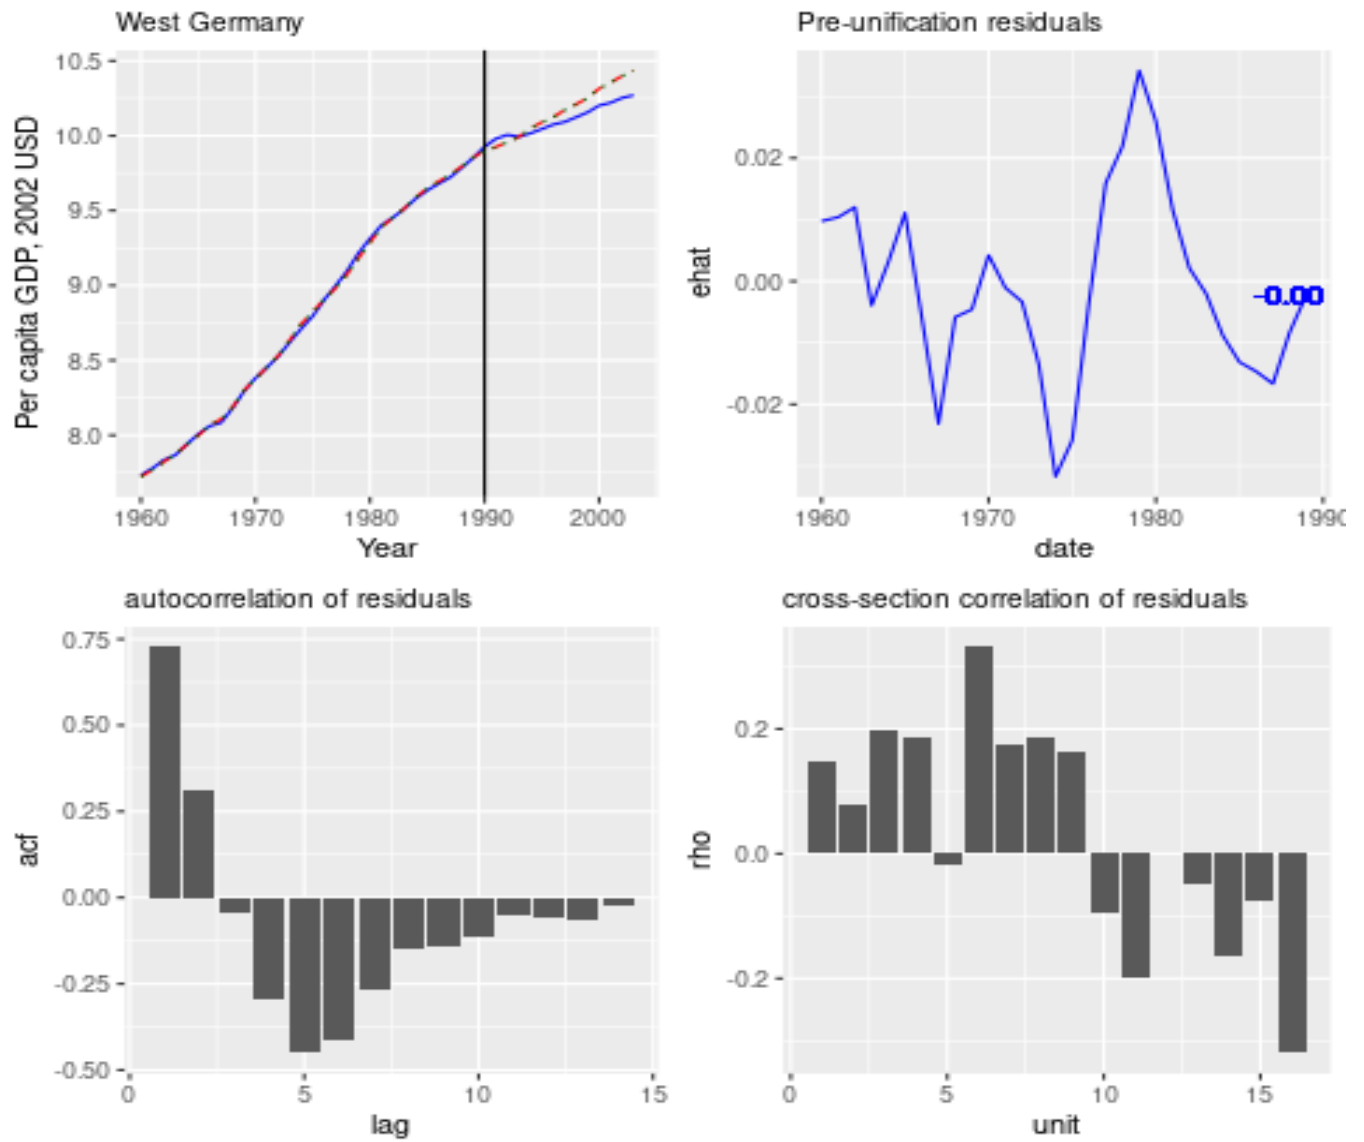 West Germany
Per capita GDP, 2002 USD
10.5
10.0
9.5
9.0
8.5
8.0
1960 1970 1980 1990 2000
Year
Pre-unification residuals
ehat
0.02
0.00
-0.02
-0.00
1960 1970 1980 1990
date
autocorrelation of residuals
acf
0.75
0.50
0.25
0.00
-0.25
-0.50
0 5 10 15
lag
cross-section correlation of residuals
rho
0.2
0.0
-0.2
0 5 10 15
unit